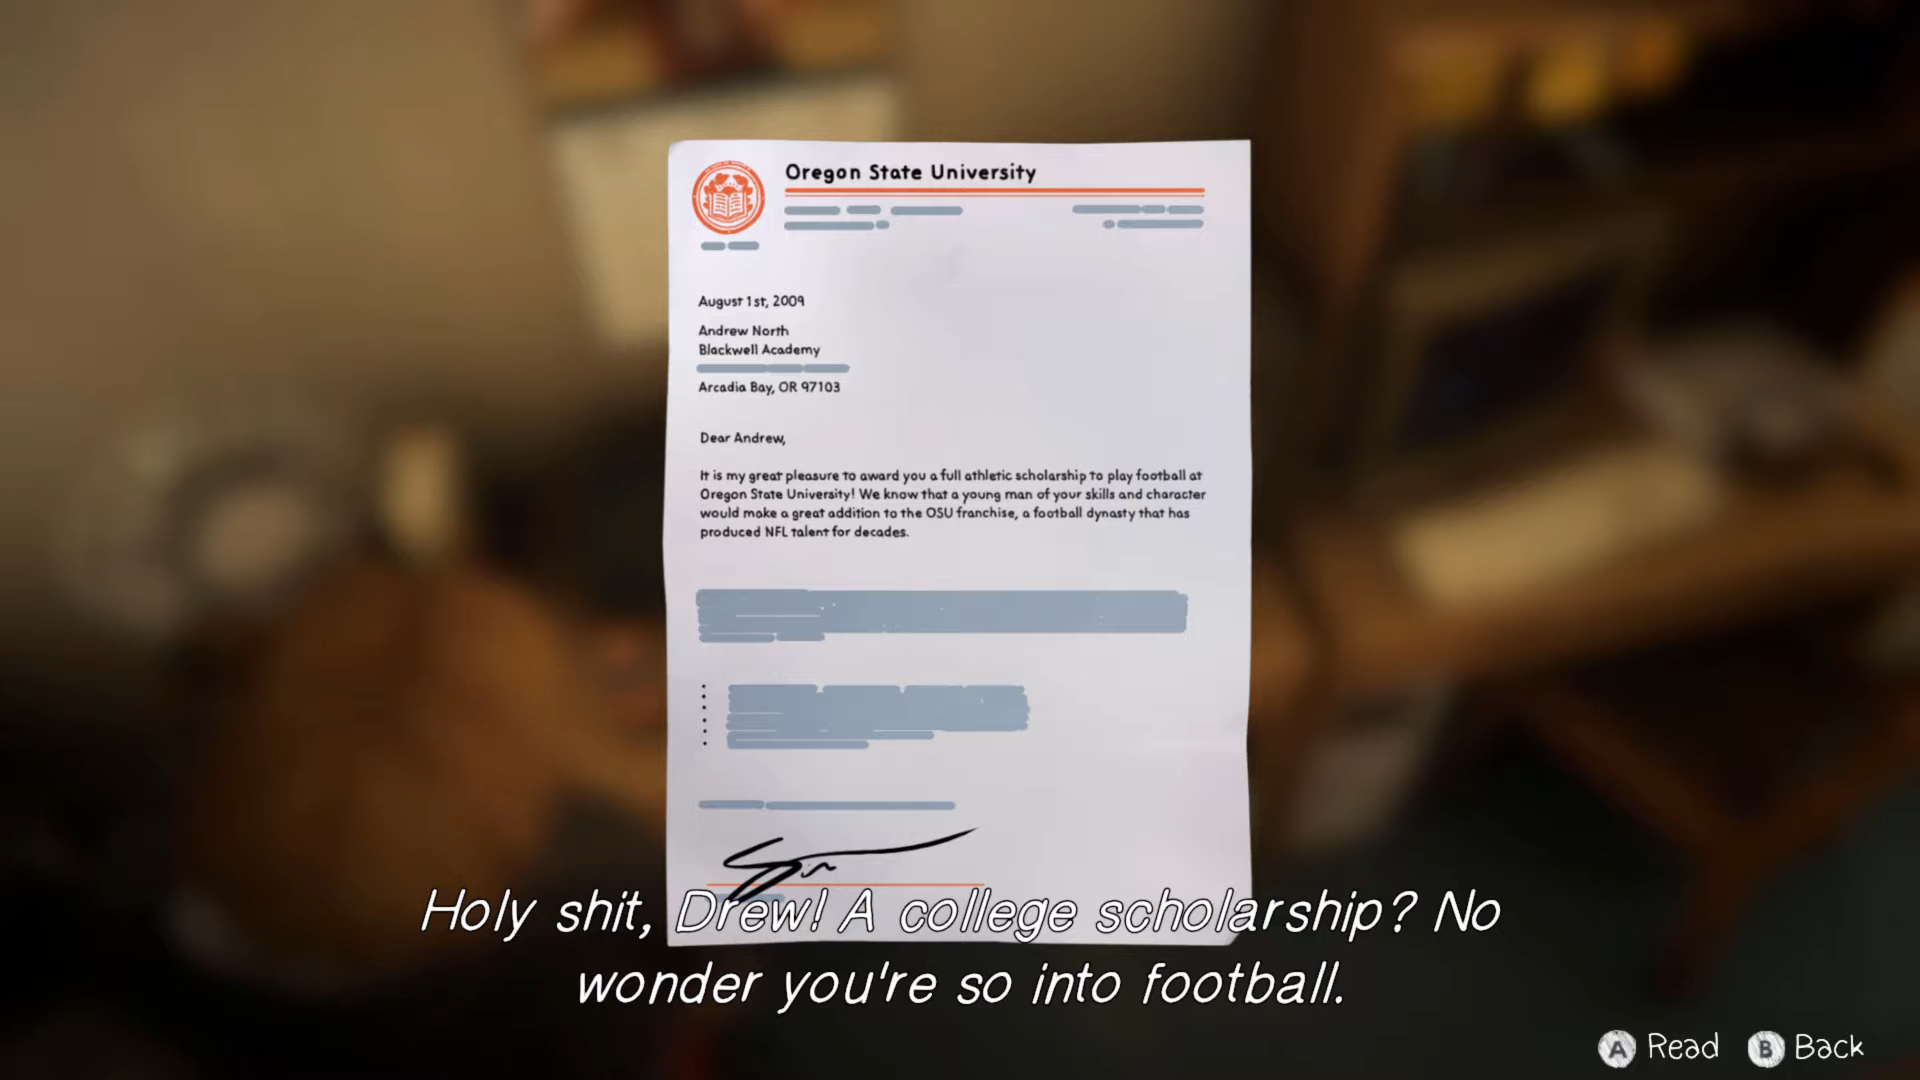 Oregon State University
August 1st, 2009
Andrew North
Blackwell Academy
Arcadia Bay, OR 97103
Dear Andrew,
It is my great pleasure to award you a full athletic scholarship to play football at
Oregon State University! We know that a young man of your skills and character
would make a great addition to the OSU franchise, a football dynasty that has
produced NFL talent for decades.
Holy shit, Drew! A college scholarship? No
wonder you're so into football.
A Read B Back